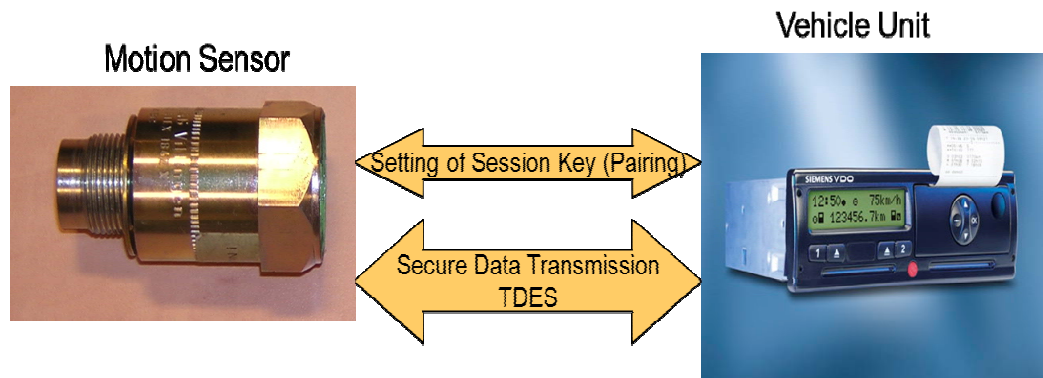 Motion Sensor
Vehicle Unit
Setting of Session Key (Pairing)
Secure Data Transmission
TDES
SIEMENS VDO
12:50 75km/h
123456.7km
1 2
OK